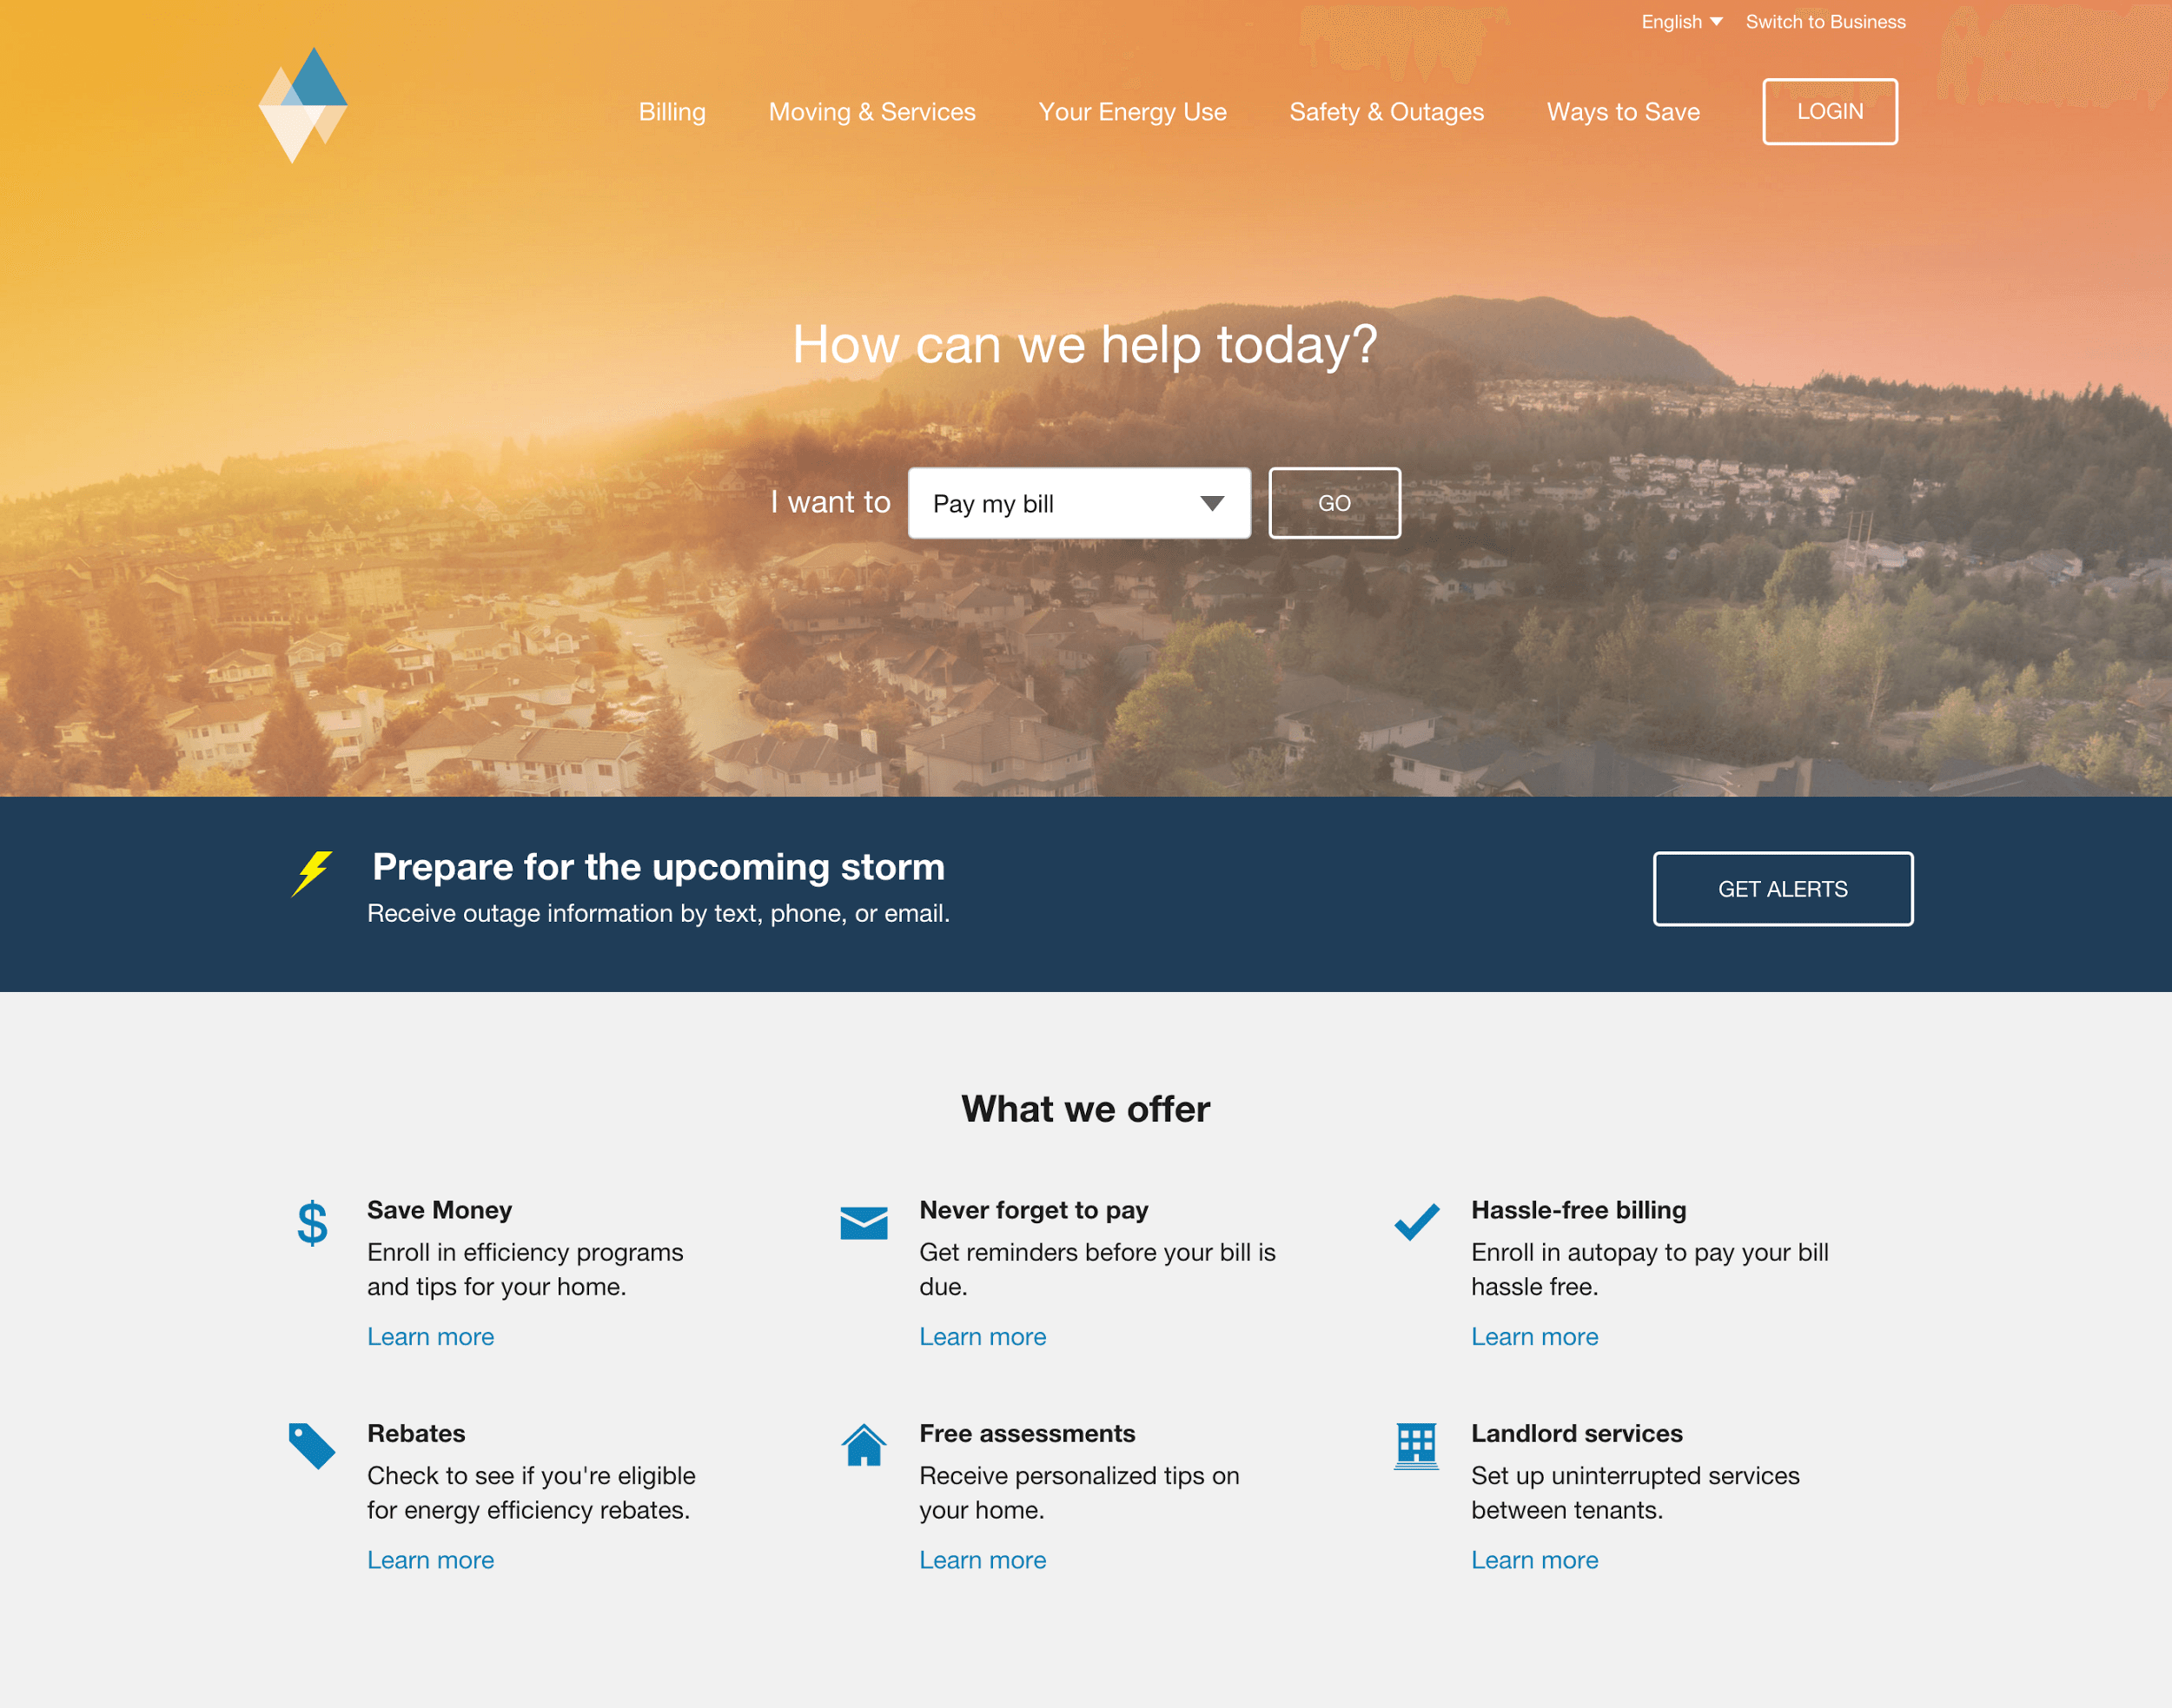 English Switch to Business
Billing Moving & Services Your Energy Use Safety & Outages Ways to Save LOGIN
How can we help today?
I want to Pay my bill GO
Prepare for the upcoming storm
Receive outage information by text, phone, or email.
GET ALERTS
What we offer
$ Save Money
Enroll in efficiency programs
and tips for your home.
Learn more
Never forget to pay
Get reminders before your bill is
due.
Learn more
Hassle-free billing
Enroll in autopay to pay your bill
hassle free.
Learn more
Rebates
Check to see if you're eligible
for energy efficiency rebates.
Learn more
Free assessments
Receive personalized tips on
your home.
Learn more
Landlord services
Set up uninterrupted services
between tenants.
Learn more